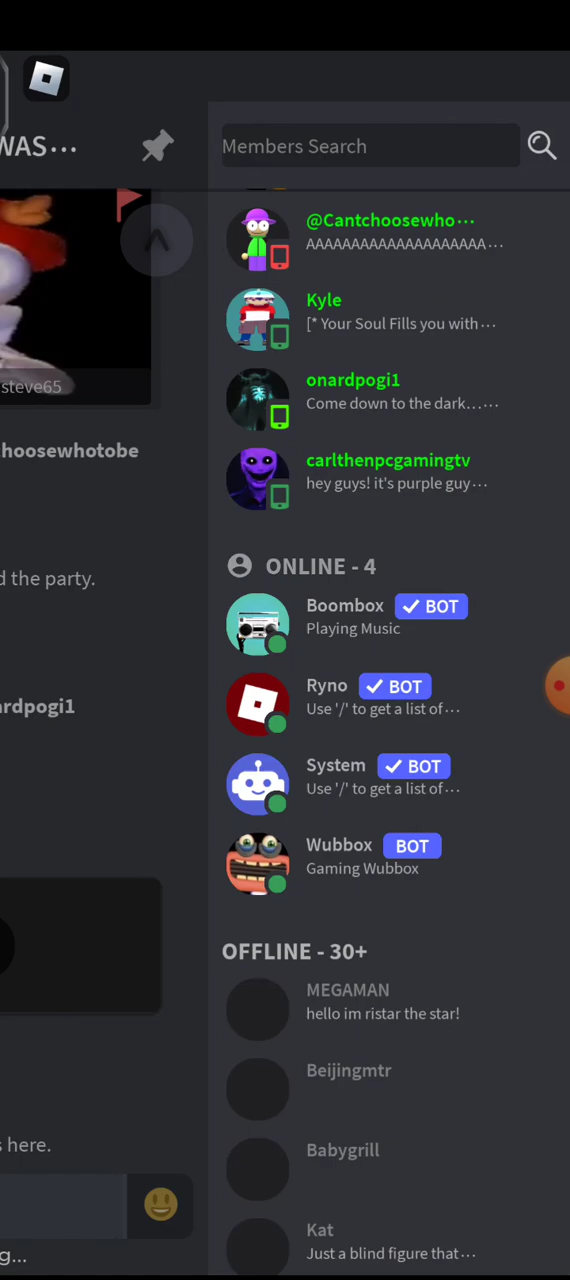 WAS...
Members Search
steve65
hoosewhotobe
d the party.
ardpogi1
s here.
g...
@Cantchoosewho...
AAAAAAAAAAAAAAAAAAAA...
Kyle
[* Your Soul Fills you with...
onardpogi1
Come down to the dark......
carlthenpcgamingtv
hey guys! it's purple guy...
ONLINE - 4
Boombox ✓ BOT
Playing Music
Ryno ✓ BOT
Use '/' to get a list of...
System ✓ BOT
Use '/' to get a list of...
Wubbox BOT
Gaming Wubbox
OFFLINE - 30+
MEGAMAN
hello im ristar the star!
Beijingmtr
Babygrill
Kat
Just a blind figure that...